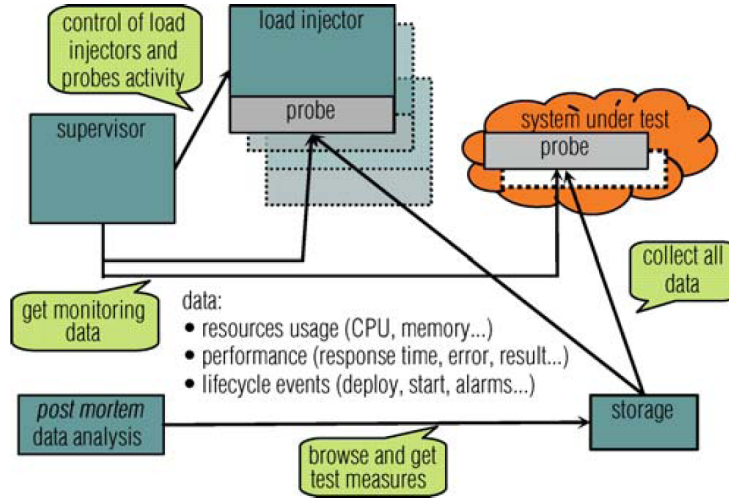 control of load
injectors and
probes activity
load injector
probe
supervisor
system under test
probe
collect all
data
get monitoring
data
data:
• resources usage (CPU, memory...)
• performance (response time, error, result...)
• lifecycle events (deploy, start, alarms...)
post mortem
data analysis
storage
browse and get
test measures